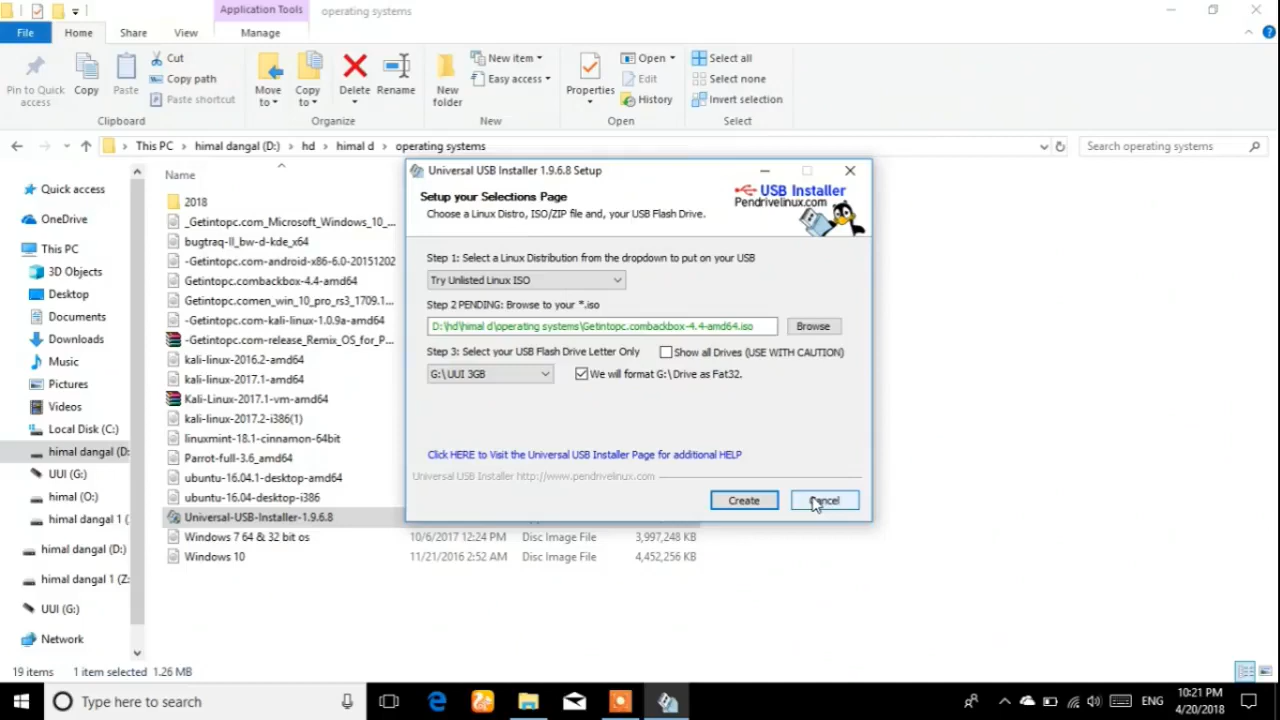 Application Tools
operating systems
File
Home
Share
View
Manage
Pin to Quick access
Copy
Paste
Cut
Copy path
Paste shortcut
Clipboard
Move to
Copy to
Delete
Rename
Organize
New folder
New item
Easy access
New
Properties
Open
Edit
History
Open
Select all
Select none
Invert selection
Select
This PC > himal dangal (D:) > hd > himal d > operating systems
Search operating systems
Quick access
OneDrive
This PC
3D Objects
Desktop
Documents
Downloads
Music
Pictures
Videos
Local Disk (C:)
himal dangal (D:
UUI (G:)
himal (O:)
himal dangal 1 (
himal dangal (D:)
himal dangal 1 (Z:
UUI (G:)
Network
Name
2018
_Getintopc.com_Microsoft_Windows_10_...
bugtraq-II_bw-d-kde_x64
-Getintopc.com-android-x86-6.0-20151202
Getintopc.combackbox-4.4-amd64
Getintopc.comen_win_10_pro_rs3_1709.1...
-Getintopc.com-kali-linux-1.0.9a-amd64
-Getintopc.com-release_Remix_OS_for_P...
kali-linux-2016.2-amd64
kali-linux-2017.1-amd64
Kali-Linux-2017.1-vm-amd64
kali-linux-2017.2-i386(1)
linuxmint-18.1-cinnamon-64bit
Parrot-full-3.6_amd64
ubuntu-16.04.1-desktop-amd64
ubuntu-16.04-desktop-i386
Universal-USB-Installer-1.9.6.8
Windows 7 64 & 32 bit os 10/6/2017 12:24 PM Disc Image File 3,997,248 KB
Windows 10 11/21/2016 2:52 AM Disc Image File 4,452,256 KB
Universal USB Installer 1.9.6.8 Setup
Setup your Selections Page
Choose a Linux Distro, ISO/ZIP file and, your USB Flash Drive.
USB Installer
Pendrivelinux.com
Step 1: Select a Linux Distribution from the dropdown to put on your USB
Try Unlisted Linux ISO
Step 2 PENDING: Browse to your *.iso
D:\hd\himal d\operating systems\Getintopc.combackbox-4.4-amd64.iso
Browse
Step 3: Select your USB Flash Drive Letter Only
Show all Drives (USE WITH CAUTION)
G:\ UUI 3GB
We will format G:\ Drive as Fat32.
Click HERE to Visit the Universal USB Installer Page for additional HELP
Universal USB Installer http://www.pendrivelinux.com
Create
Cancel
19 items 1 item selected 1.26 MB
Type here to search
ENG
10:21 PM
4/20/2018